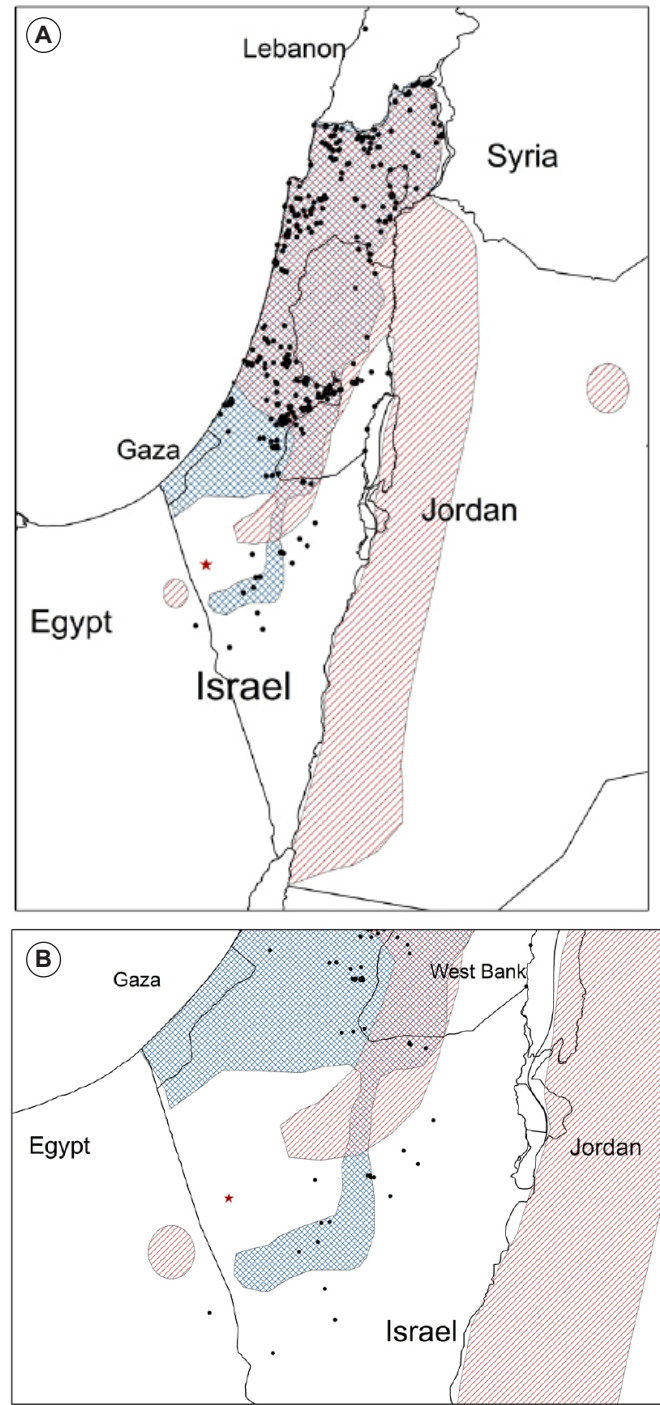 A
Lebanon
Syria
Gaza
Jordan
Egypt
Israel
B
Gaza
West Bank
Egypt
Jordan
Israel